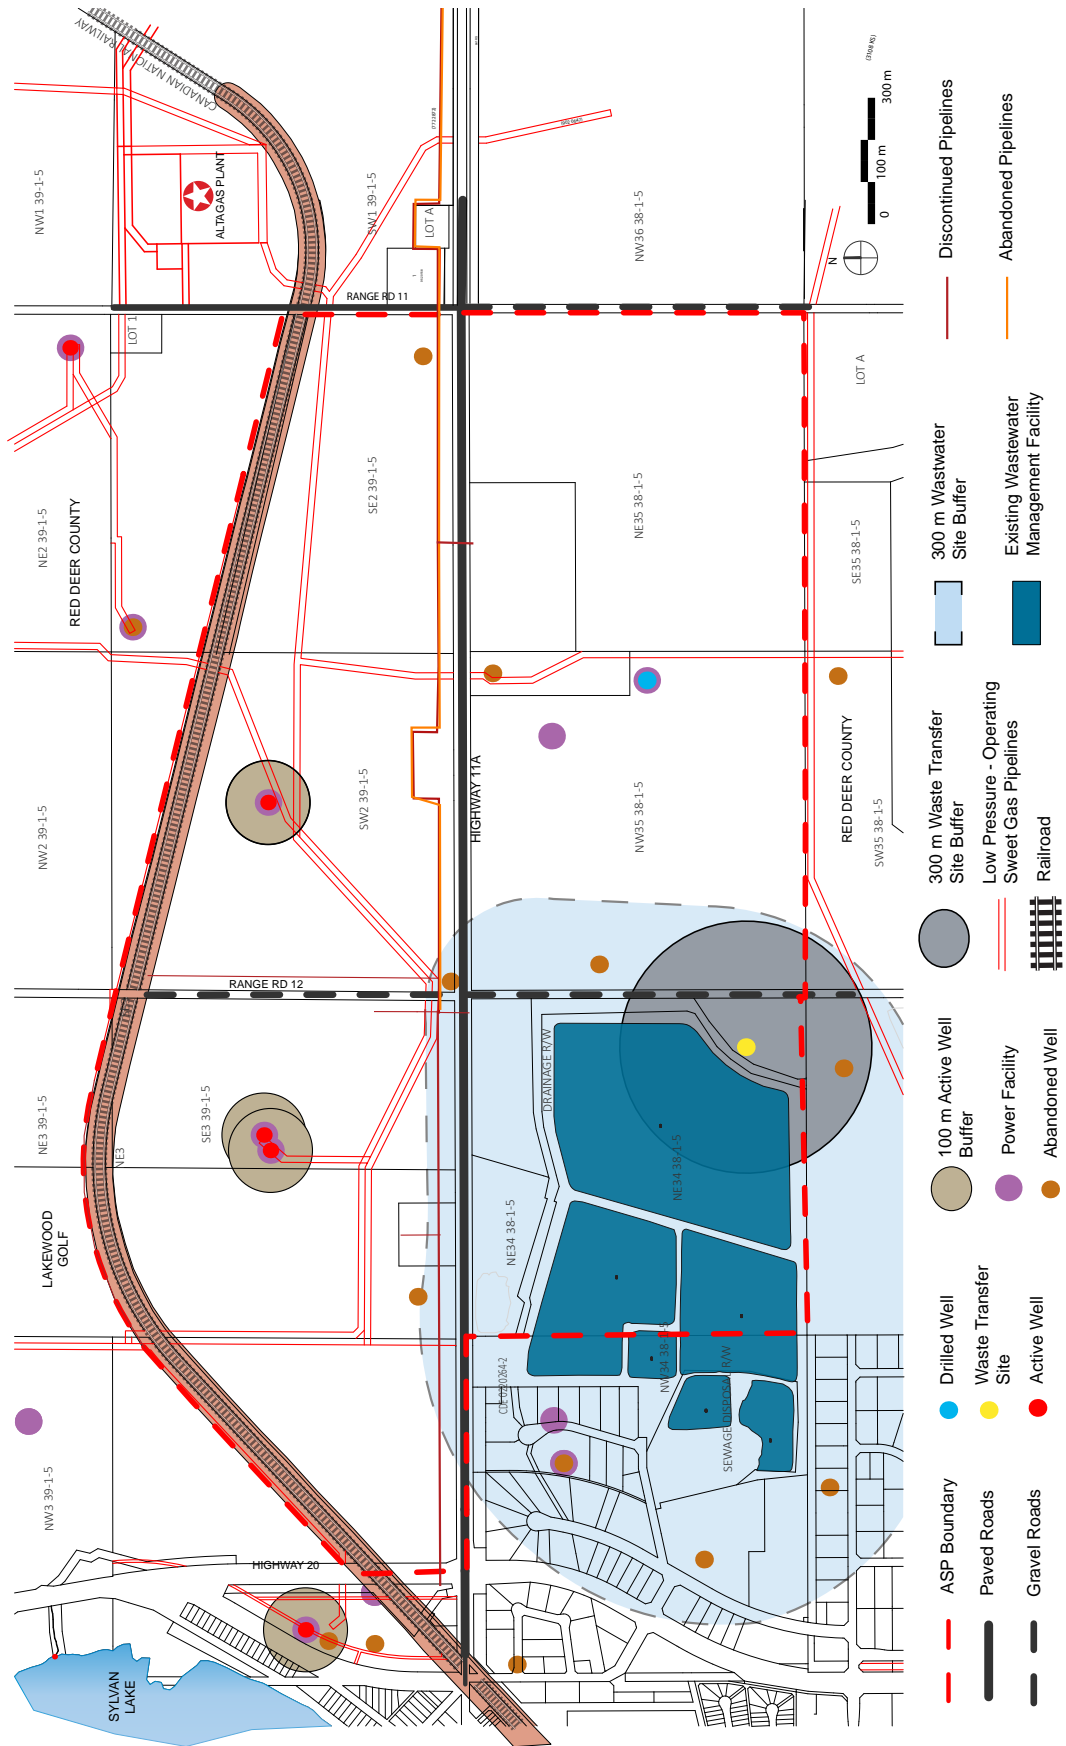 CANADIAN NATIONAL RAILWAY
NW1 39-1-5
ALTAGAS PLANT
SW1 39-1-5
LOT A
NW36 38-1-5
RANGE RD 11
LOT 1
N
0
100 m
300 m
LOT A
NE2 39-1-5
RED DEER COUNTY
SE2 39-1-5
NE35 38-1-5
SE35 38-1-5
NW2 39-1-5
SW2 39-1-5
HIGHWAY 11A
NW35 38-1-5
RED DEER COUNTY
SW35 38-1-5
RANGE RD 12
NE3 39-1-5
NE3
SE3 39-1-5
DRAINAGE R/W
NE34 38-1-5
NE34 38-1-5
LAKEWOOD
GOLF
NW34 38-1-5
SEWAGE DISPOSAL R/W
NW3 39-1-5
HIGHWAY 20
SYLVAN
LAKE
ASP Boundary
Paved Roads
Gravel Roads
Drilled Well
Waste Transfer
Site
Active Well
100 m Active Well
Buffer
Power Facility
Abandoned Well
300 m Waste Transfer
Site Buffer
Low Pressure - Operating
Sweet Gas Pipelines
Railroad
300 m Wastwater
Site Buffer
Existing Wastewater
Management Facility
Discontinued Pipelines
Abandoned Pipelines